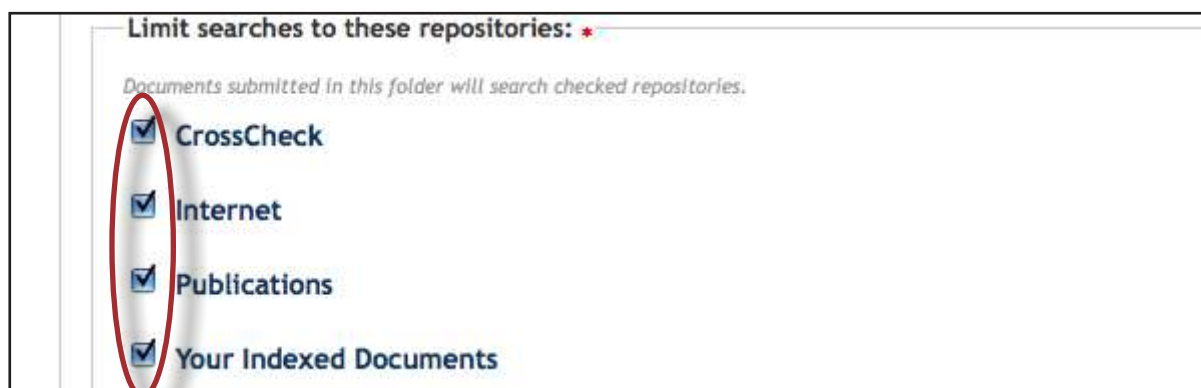 Limit searches to these repositories: *
Documents submitted in this folder will search checked repositories.
CrossCheck
Internet
Publications
Your Indexed Documents